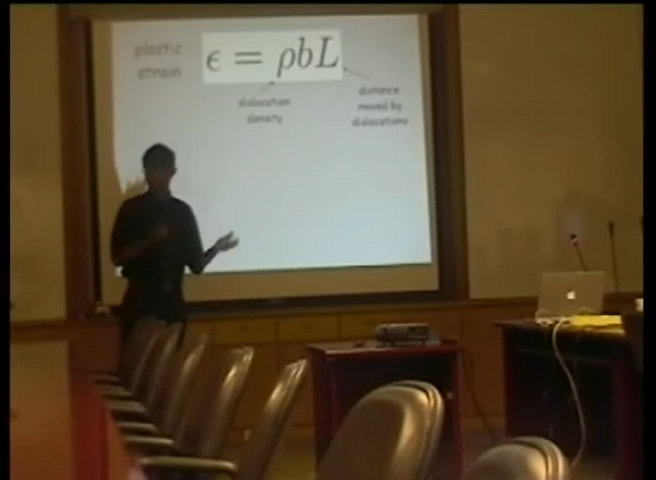 plastic
strain
ϵ = ρbL
dislocation
density
distance
moved by
dislocations